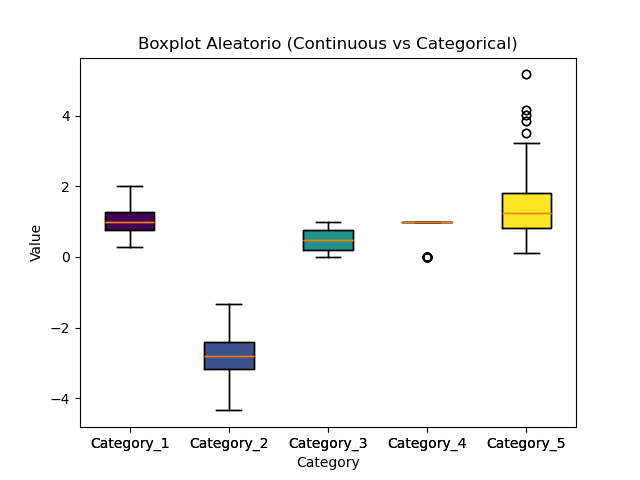 Boxplot Aleatorio (Continuous vs Categorical)
Value
4
2
0
−2
−4
Category_1 Category_2 Category_3 Category_4 Category_5
Category